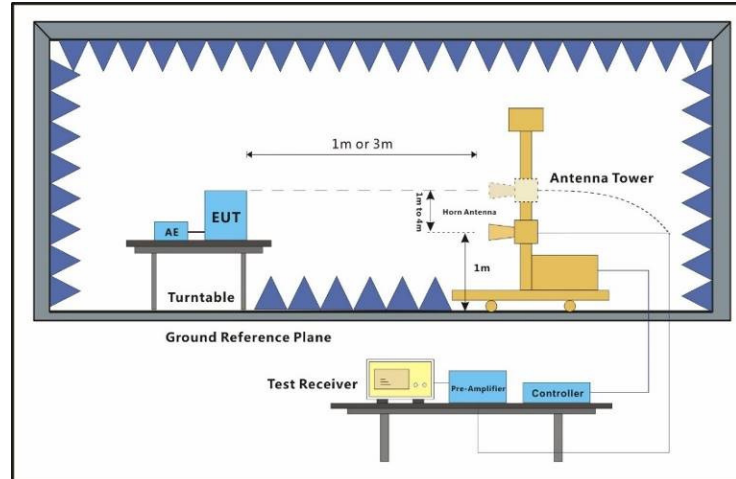 1m or 3m
Antenna Tower
1m to 4m
Horn Antenna
EUT
AE
1m
Turntable
Ground Reference Plane
Test Receiver
Pre-Amplifier
Controller